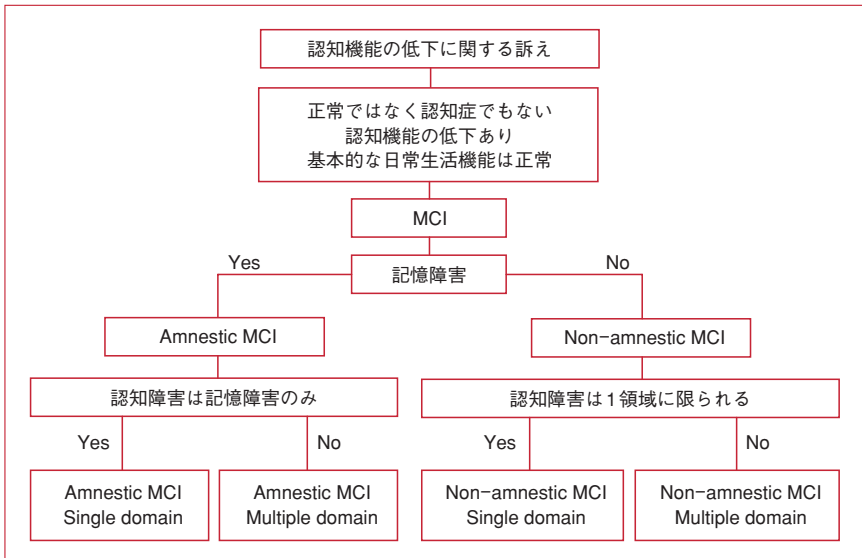 認知機能の低下に関する訴え
正常ではなく認知症でもない
認知機能の低下あり
基本的な日常生活機能は正常
MCI
記憶障害
Yes
No
Amnestic MCI
Non-amnestic MCI
認知障害は記憶障害のみ
認知障害は1領域に限られる
Yes
No
Yes
No
Amnestic MCI
Single domain
Amnestic MCI
Multiple domain
Non-amnestic MCI
Single domain
Non-amnestic MCI
Multiple domain